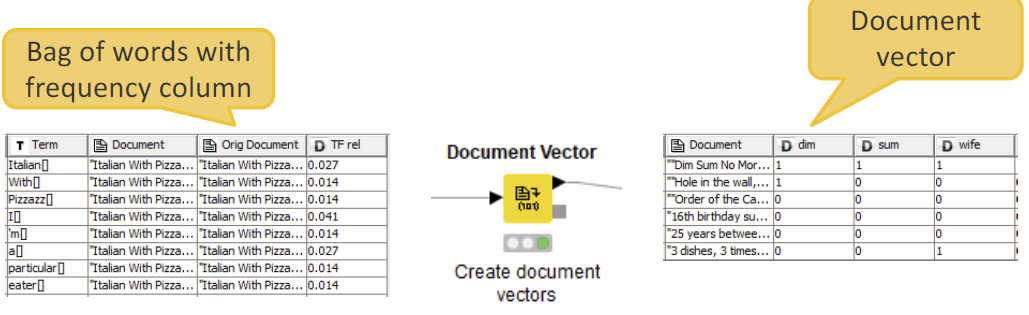 Bag of words with
frequency column
Document
vector
T Term Document Orig Document D TF rel
Italian[] "Italian With Pizza... "Italian With Pizza... 0.027
With[] "Italian With Pizza... "Italian With Pizza... 0.014
Pizzazz[] "Italian With Pizza... "Italian With Pizza... 0.014
I[] "Italian With Pizza... "Italian With Pizza... 0.041
'm[] "Italian With Pizza... "Italian With Pizza... 0.014
a[] "Italian With Pizza... "Italian With Pizza... 0.027
particular[] "Italian With Pizza... "Italian With Pizza... 0.014
eater[] "Italian With Pizza... "Italian With Pizza... 0.014
Document Vector
(101)
Create document
vectors
Document D dim D sum D wife
""Dim Sum No Mor... 1 1 1
""Hole in the wall,... 1 0 0
""Order of the Ca... 0 0 0
"16th birthday su... 0 0 0
"25 years betwee... 0 0 0
"3 dishes, 3 times... 0 0 1